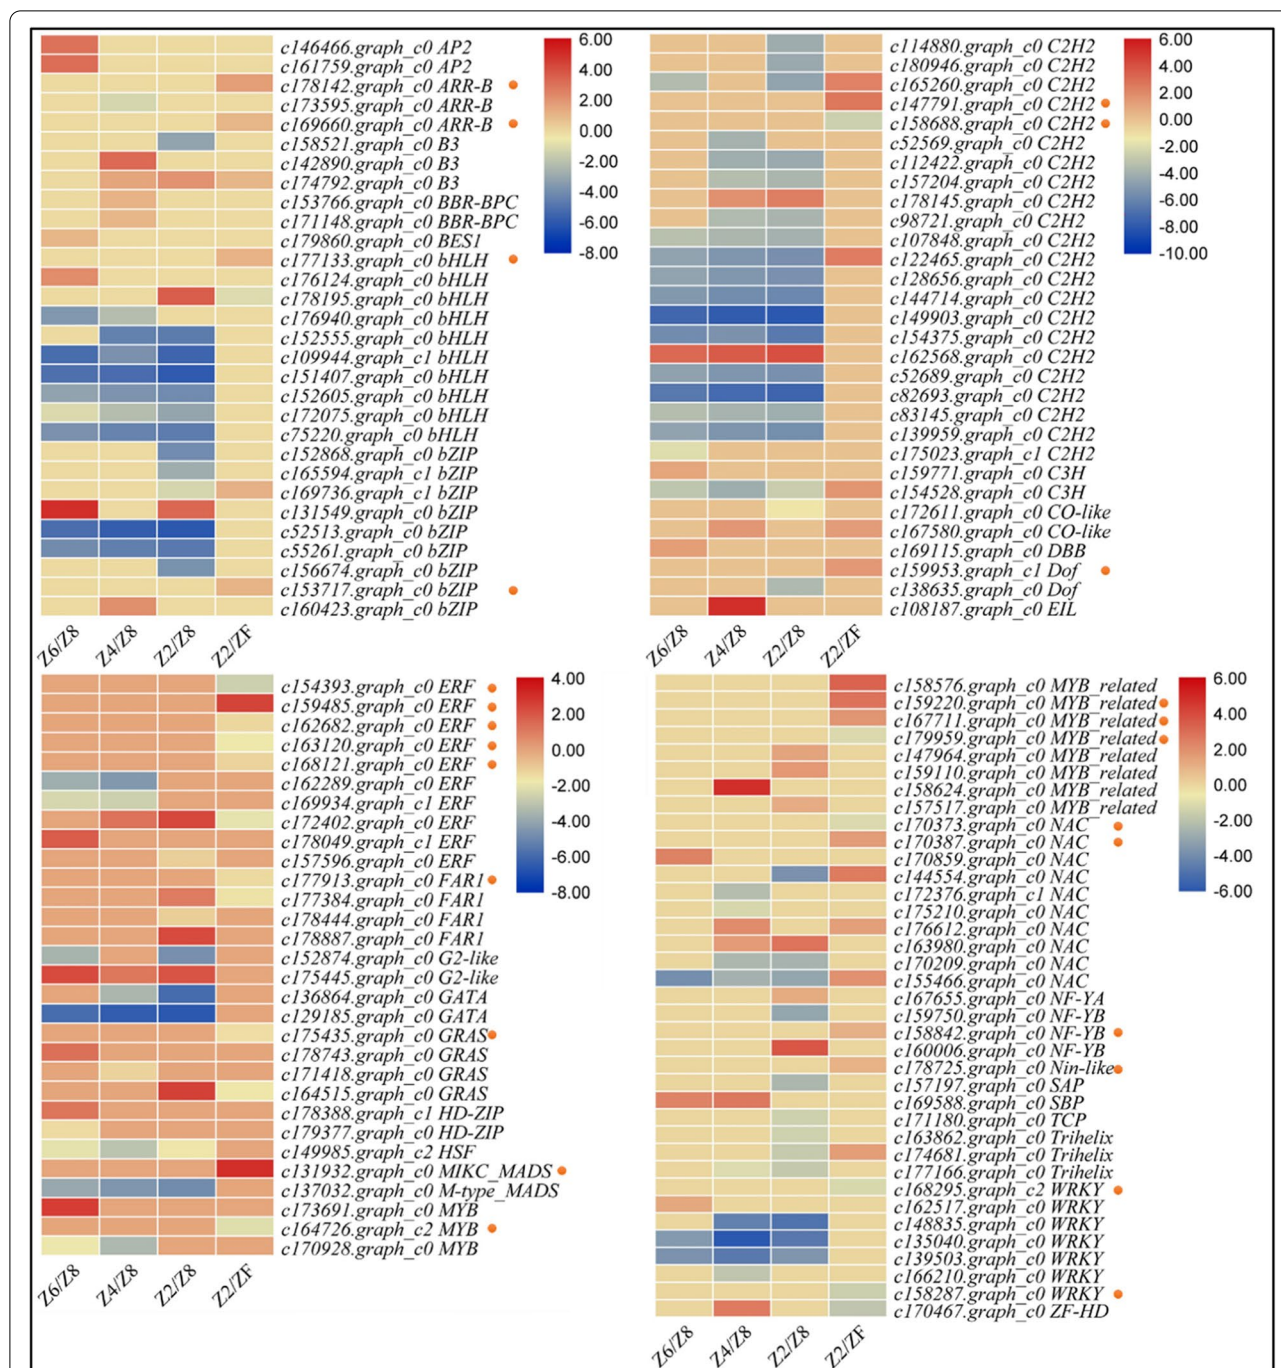 c146466.graph_c0 AP2
c161759.graph_c0 AP2
c178142.graph_c0 ARR-B
c173595.graph_c0 ARR-B
c169660.graph_c0 ARR-B
c158521.graph_c0 B3
c142890.graph_c0 B3
c174792.graph_c0 B3
c153766.graph_c0 BBR-BPC
c171148.graph_c0 BBR-BPC
c179860.graph_c0 BES1
c177133.graph_c0 bHLH
c176124.graph_c0 bHLH
c178195.graph_c0 bHLH
c176940.graph_c0 bHLH
c152555.graph_c0 bHLH
c109944.graph_c1 bHLH
c151407.graph_c0 bHLH
c152605.graph_c0 bHLH
c172075.graph_c0 bHLH
c75220.graph_c0 bHLH
c152868.graph_c0 bZIP
c165594.graph_c1 bZIP
c169736.graph_c1 bZIP
c131549.graph_c0 bZIP
c52513.graph_c0 bZIP
c55261.graph_c0 bZIP
c156674.graph_c0 bZIP
c153717.graph_c0 bZIP
c160423.graph_c0 bZIP
6.00
4.00
2.00
0.00
-2.00
-4.00
-6.00
-8.00
Z6/Z8
Z4/Z8
Z2/Z8
Z2/ZF
c114880.graph_c0 C2H2
c180946.graph_c0 C2H2
c165260.graph_c0 C2H2
c147791.graph_c0 C2H2
c158688.graph_c0 C2H2
c52569.graph_c0 C2H2
c112422.graph_c0 C2H2
c157204.graph_c0 C2H2
c178145.graph_c0 C2H2
c98721.graph_c0 C2H2
c107848.graph_c0 C2H2
c122465.graph_c0 C2H2
c128656.graph_c0 C2H2
c144714.graph_c0 C2H2
c149903.graph_c0 C2H2
c154375.graph_c0 C2H2
c162568.graph_c0 C2H2
c52689.graph_c0 C2H2
c82693.graph_c0 C2H2
c83145.graph_c0 C2H2
c139959.graph_c0 C2H2
c175023.graph_c1 C2H2
c159771.graph_c0 C3H
c154528.graph_c0 C3H
c172611.graph_c0 CO-like
c167580.graph_c0 CO-like
c169115.graph_c0 DBB
c159953.graph_c1 Dof
c138635.graph_c0 Dof
c108187.graph_c0 EIL
6.00
4.00
2.00
0.00
-2.00
-4.00
-6.00
-8.00
-10.00
Z6/Z8
Z4/Z8
Z2/Z8
Z2/ZF
c154393.graph_c0 ERF
c159485.graph_c0 ERF
c162682.graph_c0 ERF
c163120.graph_c0 ERF
c168121.graph_c0 ERF
c162289.graph_c0 ERF
c169934.graph_c1 ERF
c172402.graph_c0 ERF
c178049.graph_c1 ERF
c157596.graph_c0 ERF
c177913.graph_c0 FAR1
c177384.graph_c0 FAR1
c178444.graph_c0 FAR1
c178887.graph_c0 FAR1
c152874.graph_c0 G2-like
c175445.graph_c0 G2-like
c136864.graph_c0 GATA
c129185.graph_c0 GATA
c175435.graph_c0 GRAS
c178743.graph_c0 GRAS
c171418.graph_c0 GRAS
c164515.graph_c0 GRAS
c178388.graph_c1 HD-ZIP
c179377.graph_c0 HD-ZIP
c149985.graph_c2 HSF
c131932.graph_c0 MIKC_MADS
c137032.graph_c0 M-type_MADS
c173691.graph_c0 MYB
c164726.graph_c2 MYB
c170928.graph_c0 MYB
4.00
2.00
0.00
-2.00
-4.00
-6.00
-8.00
Z6/Z8
Z4/Z8
Z2/Z8
Z2/ZF
c158576.graph_c0 MYB_related
c159220.graph_c0 MYB_related
c167711.graph_c0 MYB_related
c179959.graph_c0 MYB_related
c147964.graph_c0 MYB_related
c159110.graph_c0 MYB_related
c158624.graph_c0 MYB_related
c157517.graph_c0 MYB_related
c170373.graph_c0 NAC
c170387.graph_c0 NAC
c170859.graph_c0 NAC
c144554.graph_c0 NAC
c172376.graph_c1 NAC
c175210.graph_c0 NAC
c176612.graph_c0 NAC
c163980.graph_c0 NAC
c170209.graph_c0 NAC
c155466.graph_c0 NAC
c167655.graph_c0 NF-YA
c159750.graph_c0 NF-YB
c158842.graph_c0 NF-YB
c160006.graph_c0 NF-YB
c178725.graph_c0 Nin-like
c157197.graph_c0 SAP
c169588.graph_c0 SBP
c171180.graph_c0 TCP
c163862.graph_c0 Trihelix
c174681.graph_c0 Trihelix
c177166.graph_c0 Trihelix
c168295.graph_c2 WRKY
c162517.graph_c0 WRKY
c148835.graph_c0 WRKY
c135040.graph_c0 WRKY
c139503.graph_c0 WRKY
c166210.graph_c0 WRKY
c158287.graph_c0 WRKY
c170467.graph_c0 ZF-HD
6.00
4.00
2.00
0.00
-2.00
-4.00
-6.00
Z6/Z8
Z4/Z8
Z2/Z8
Z2/ZF